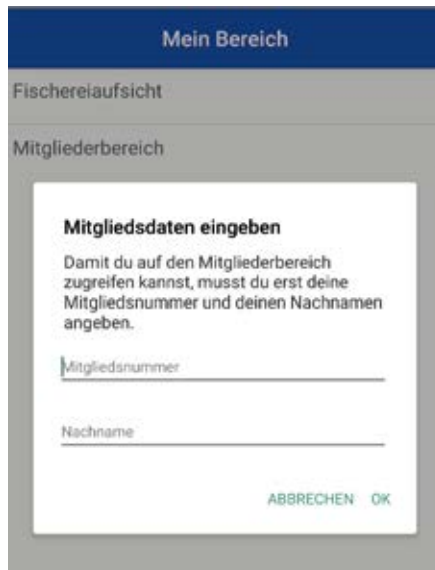 Mein Bereich
Fischereiaufsicht
Mitgliederbereich
Mitgliedsdaten eingeben
Damit du auf den Mitgliederbereich
zugreifen kannst, musst du erst deine
Mitgliedsnummer und deinen Nachnamen
angeben.
Mitgliedsnummer
Nachname
ABBRECHEN OK